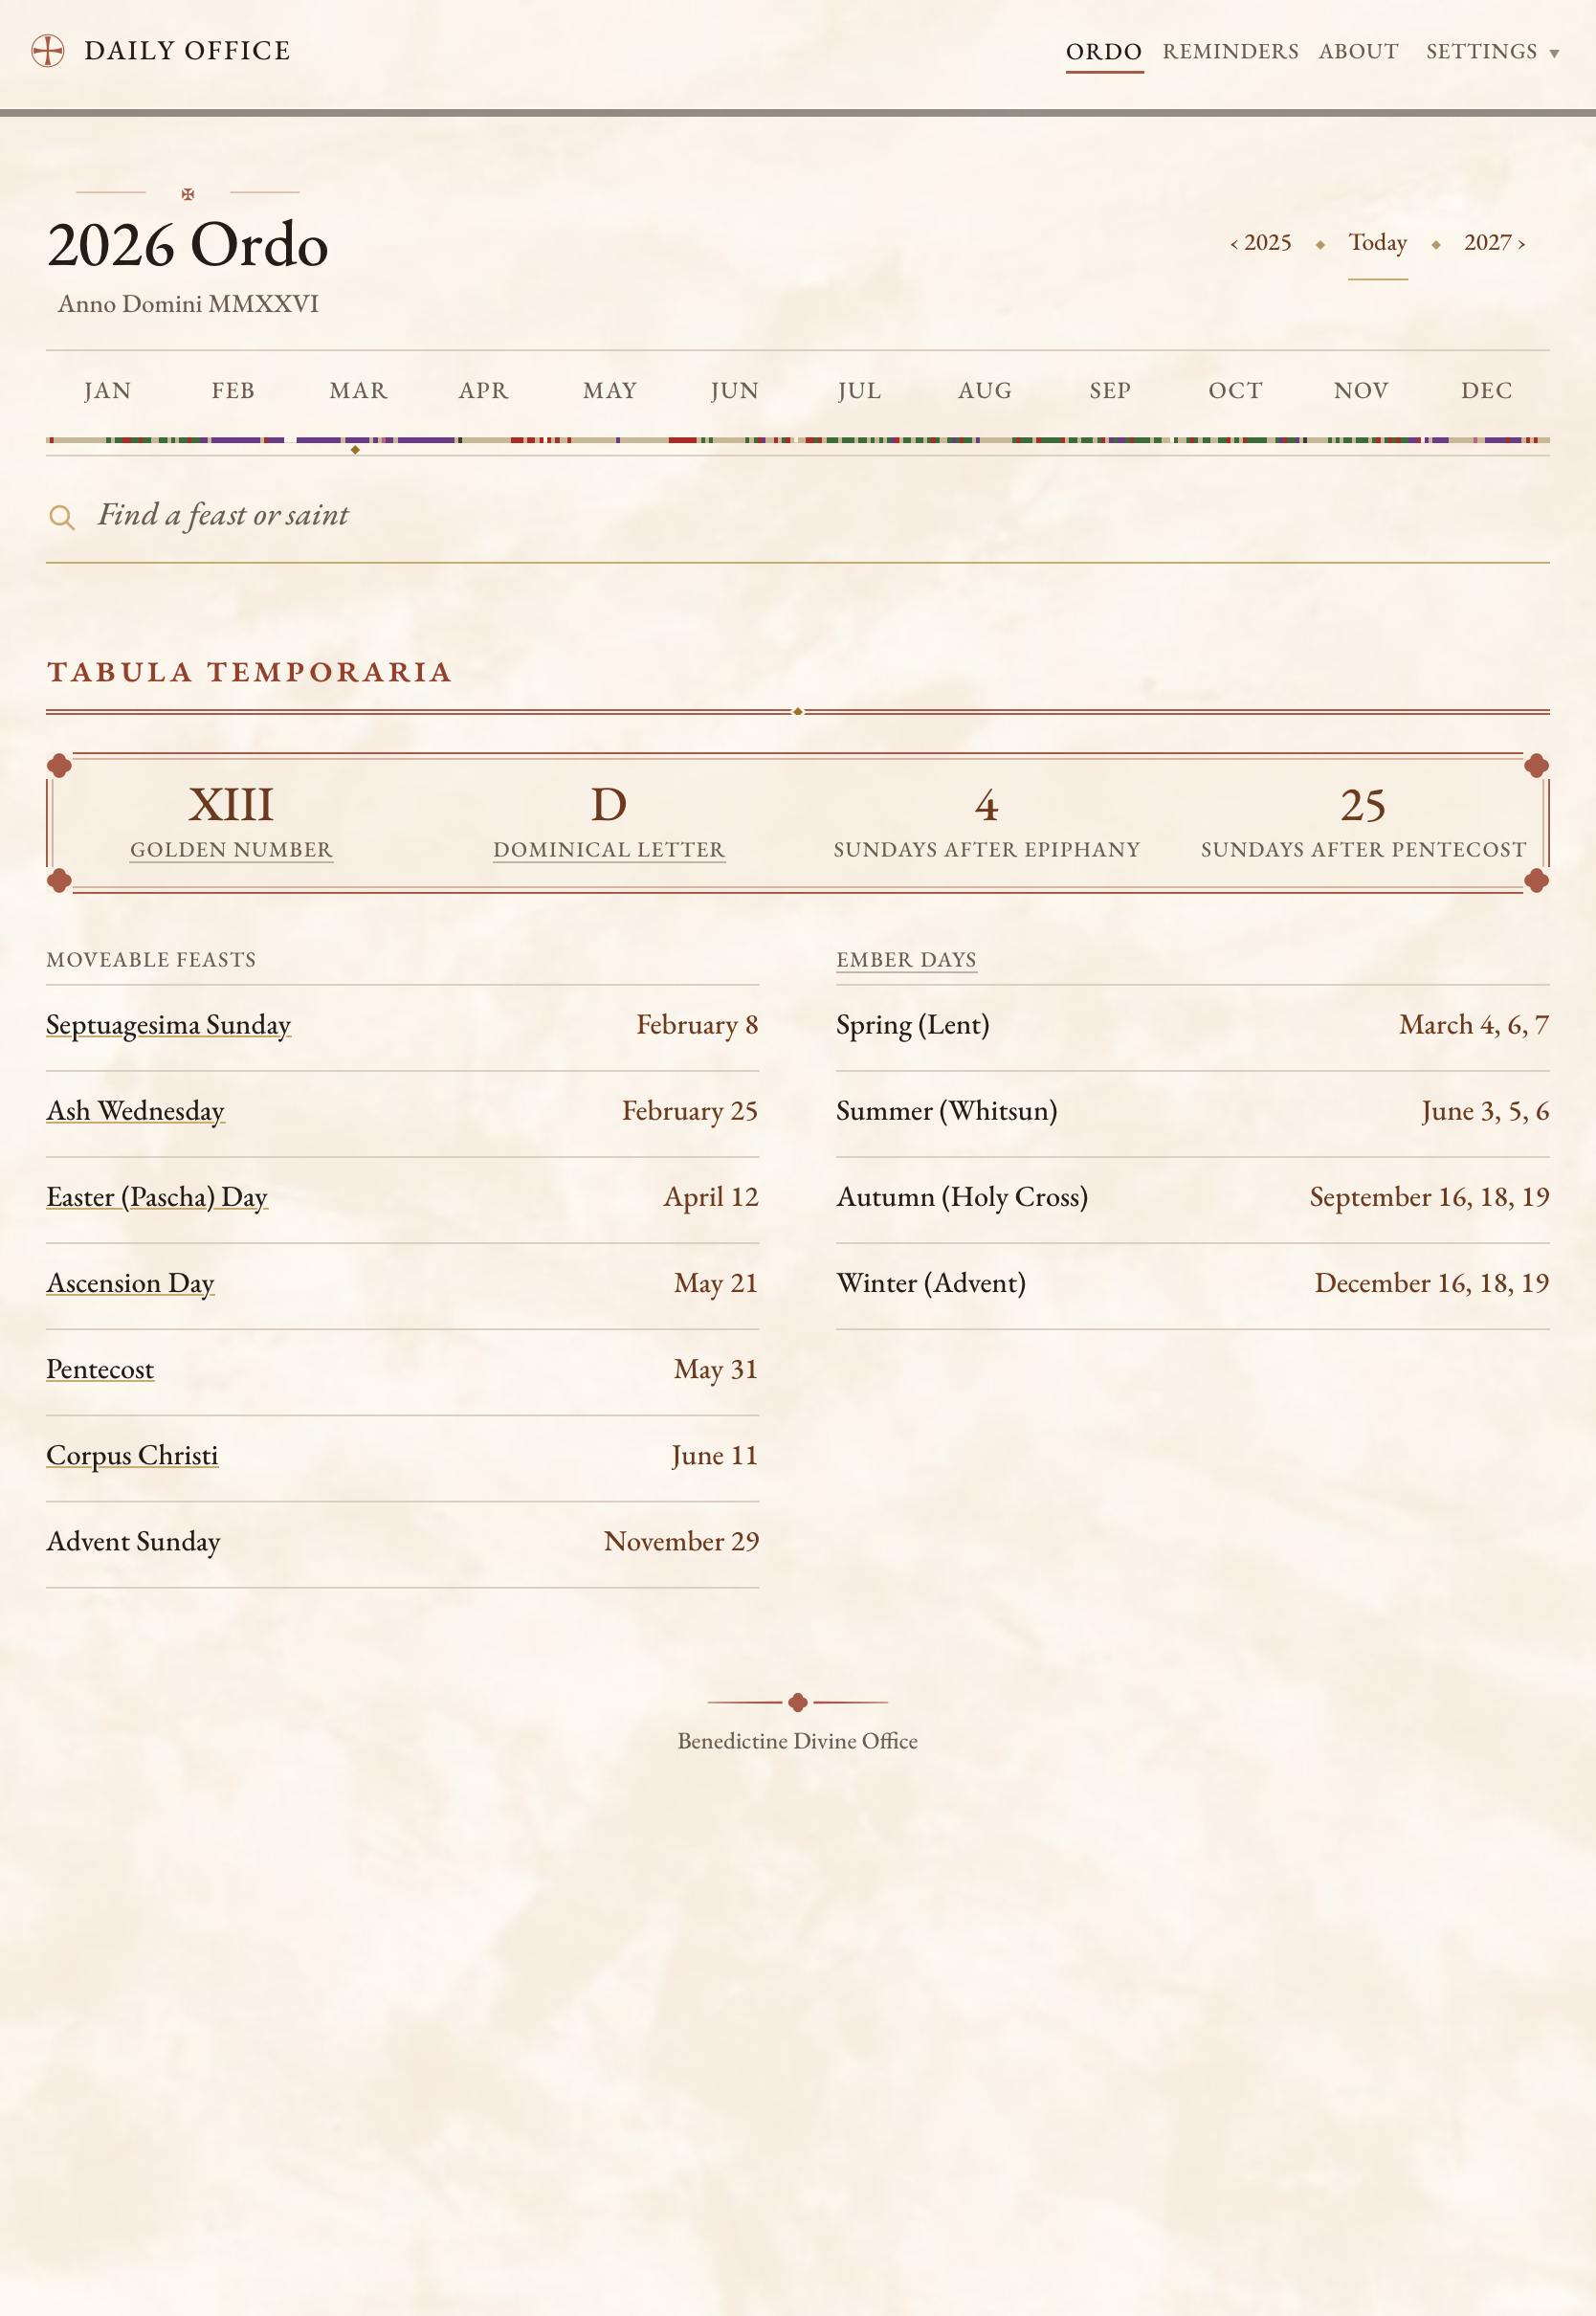 DAILY OFFICE
ORDO REMINDERS ABOUT SETTINGS ▼
2026 Ordo
‹ 2025 ◆ Today ◆ 2027 ›
Anno Domini MMXXVI
JAN FEB MAR APR MAY JUN JUL AUG SEP OCT NOV DEC
Find a feast or saint
TABULA TEMPORARIA
XIII D 4 25
GOLDEN NUMBER DOMINICAL LETTER SUNDAYS AFTER EPIPHANY SUNDAYS AFTER PENTECOST
MOVEABLE FEASTS
Septuagesima Sunday February 8
Ash Wednesday February 25
Easter (Pascha) Day April 12
Ascension Day May 21
Pentecost May 31
Corpus Christi June 11
Advent Sunday November 29
EMBER DAYS
Spring (Lent) March 4, 6, 7
Summer (Whitsun) June 3, 5, 6
Autumn (Holy Cross) September 16, 18, 19
Winter (Advent) December 16, 18, 19
Benedictine Divine Office